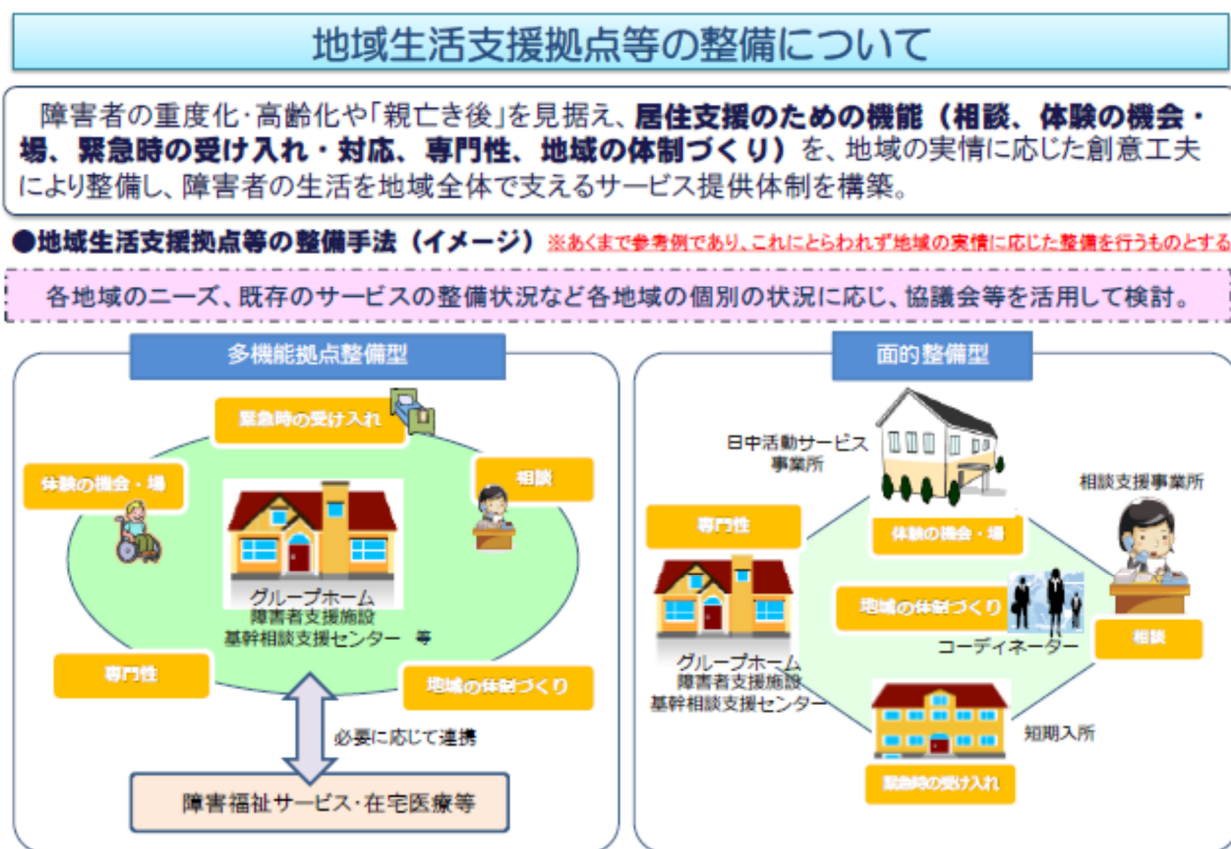 地域生活支援拠点等の整備について
障害者の重度化・高齢化や「親亡き後」を見据え、居住支援のための機能（相談、体験の機会・
場、緊急時の受け入れ・対応、専門性、地域の体制づくり）を、地域の実情に応じた創意工夫
により整備し、障害者の生活を地域全体で支えるサービス提供体制を構築。
●地域生活支援拠点等の整備手法（イメージ）※あくまで参考例であり、これにとらわれず地域の実情に応じた整備を行うものとする
各地域のニーズ、既存のサービスの整備状況など各地域の個別の状況に応じ、協議会等を活用して検討。
多機能拠点整備型
緊急時の受け入れ
体験の機会・場
相談
グループホーム
障害者支援施設
基幹相談支援センター 等
専門性
地域の体制づくり
必要に応じて連携
障害福祉サービス・在宅医療等
面的整備型
日中活動サービス
事業所
相談支援事業所
専門性
体験の機会・場
地域の体制づくり
コーディネーター
相談
グループホーム
障害者支援施設
基幹相談支援センター
短期入所
緊急時の受け入れ